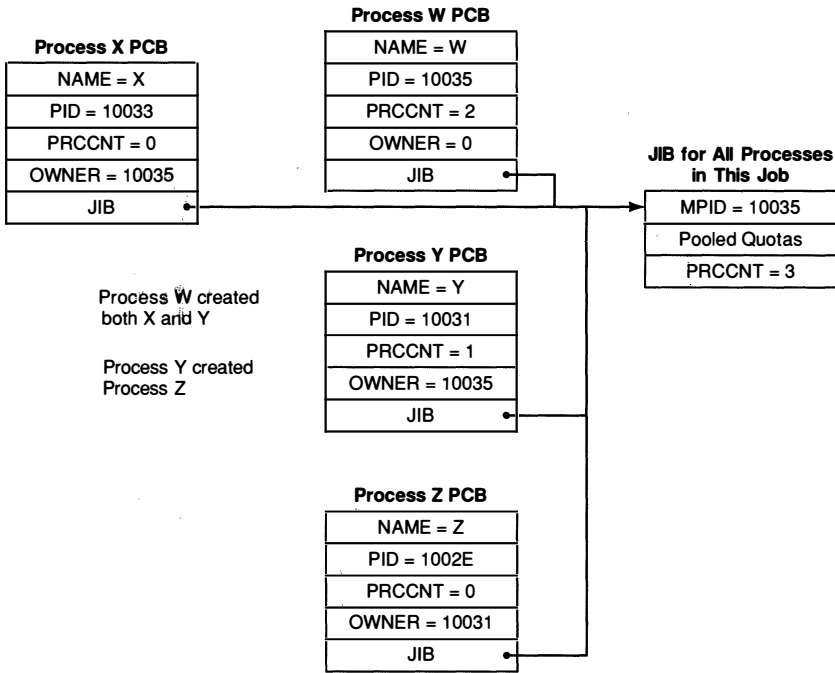 Process X PCB
NAME = X
PID = 10033
PRCCNT = 0
OWNER = 10035
JIB
Process W PCB
NAME = W
PID = 10035
PRCCNT = 2
OWNER = 0
JIB
JIB for All Processes
in This Job
MPID = 10035
Pooled Quotas
PRCCNT = 3
Process W created
both X and Y
Process Y created
Process Z
Process Y PCB
NAME = Y
PID = 10031
PRCCNT = 1
OWNER = 10035
JIB
Process Z PCB
NAME = Z
PID = 1002E
PRCCNT = 0
OWNER = 10031
JIB